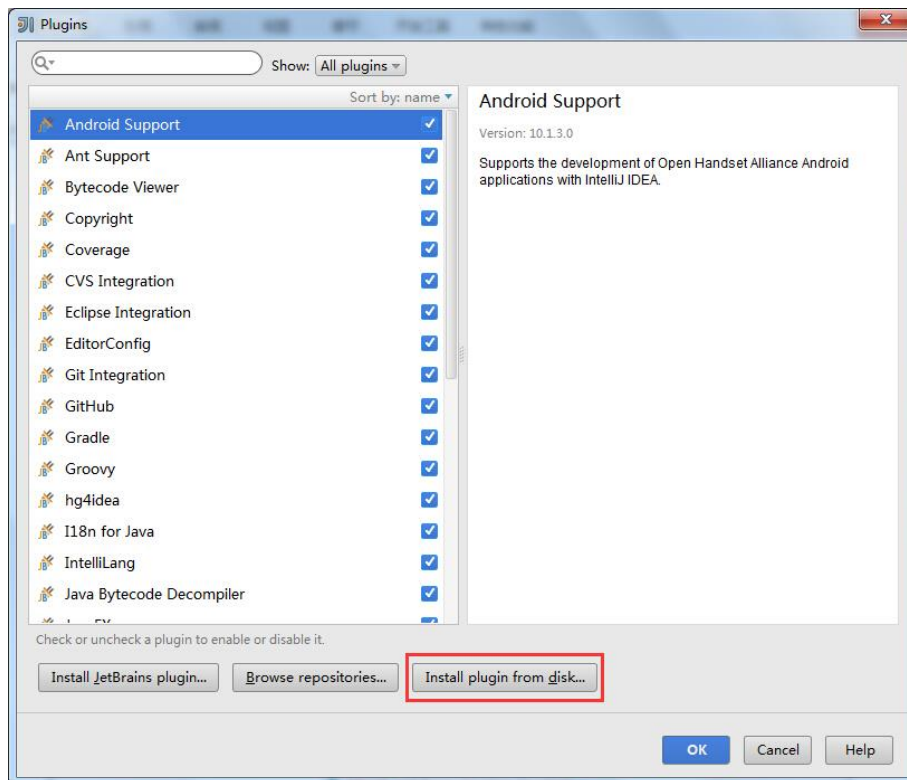 Plugins
Show: All plugins
Sort by: name
Android Support
Ant Support
Bytecode Viewer
Copyright
Coverage
CVS Integration
Eclipse Integration
EditorConfig
Git Integration
GitHub
Gradle
Groovy
hg4idea
I18n for Java
IntelliLang
Java Bytecode Decompiler
Android Support
Version: 10.1.3.0
Supports the development of Open Handset Alliance Android
applications with IntelliJ IDEA.
Check or uncheck a plugin to enable or disable it.
Install JetBrains plugin... Browse repositories... Install plugin from disk...
OK Cancel Help